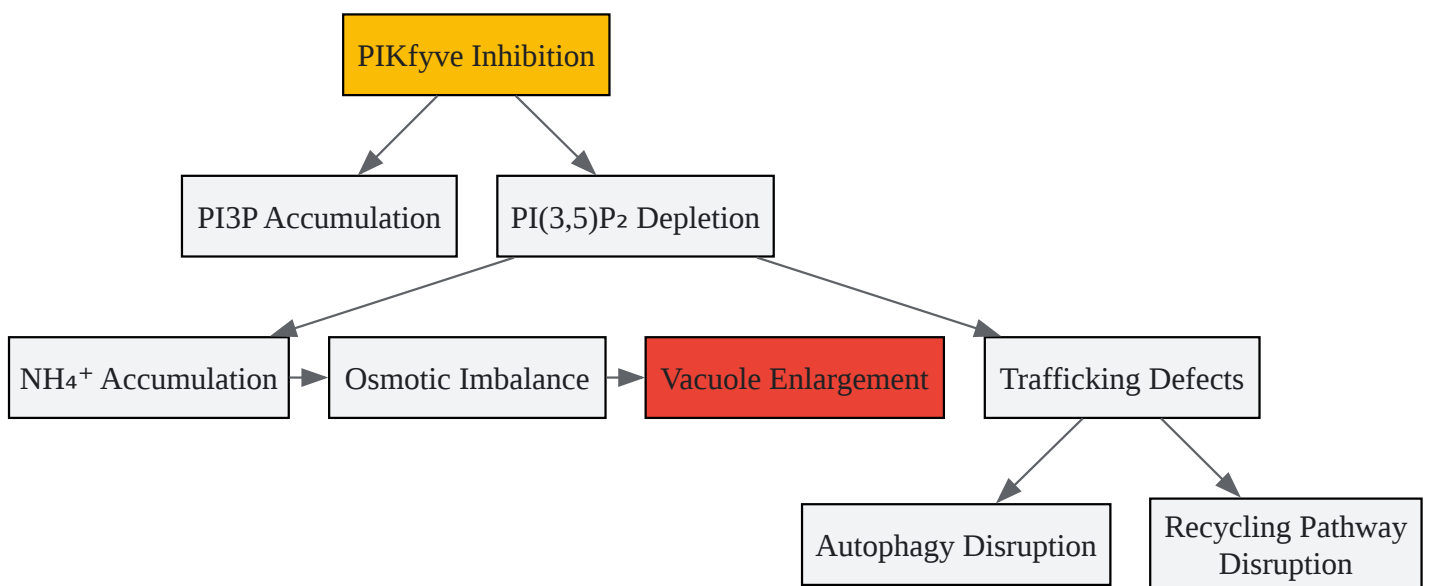 PIKfyve Inhibition
PI3P Accumulation
PI(3,5)P₂ Depletion
NH₄⁺ Accumulation
Osmotic Imbalance
Vacuole Enlargement
Trafficking Defects
Autophagy Disruption
Recycling Pathway
Disruption